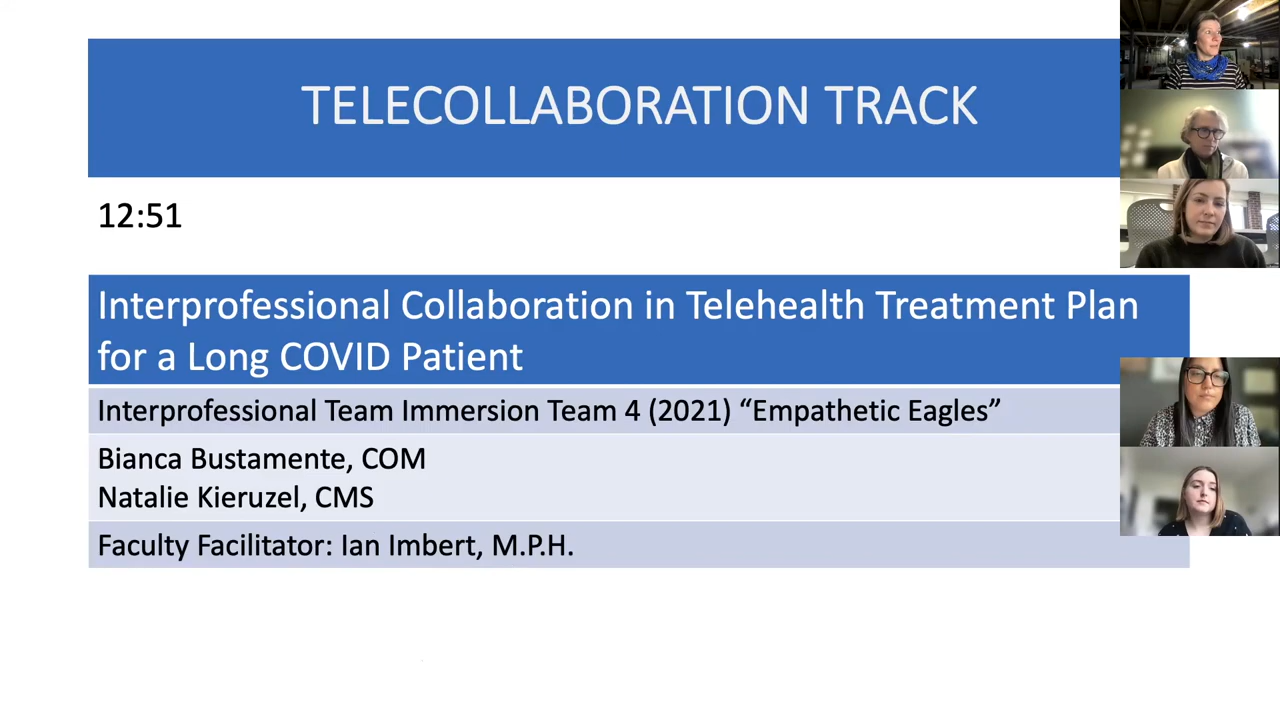 TELECOLLABORATION TRACK
12:51
Interprofessional Collaboration in Telehealth Treatment Plan
for a Long COVID Patient
Interprofessional Team Immersion Team 4 (2021) “Empathetic Eagles”
Bianca Bustamente, COM
Natalie Kieruzel, CMS
Faculty Facilitator: Ian Imbert, M.P.H.